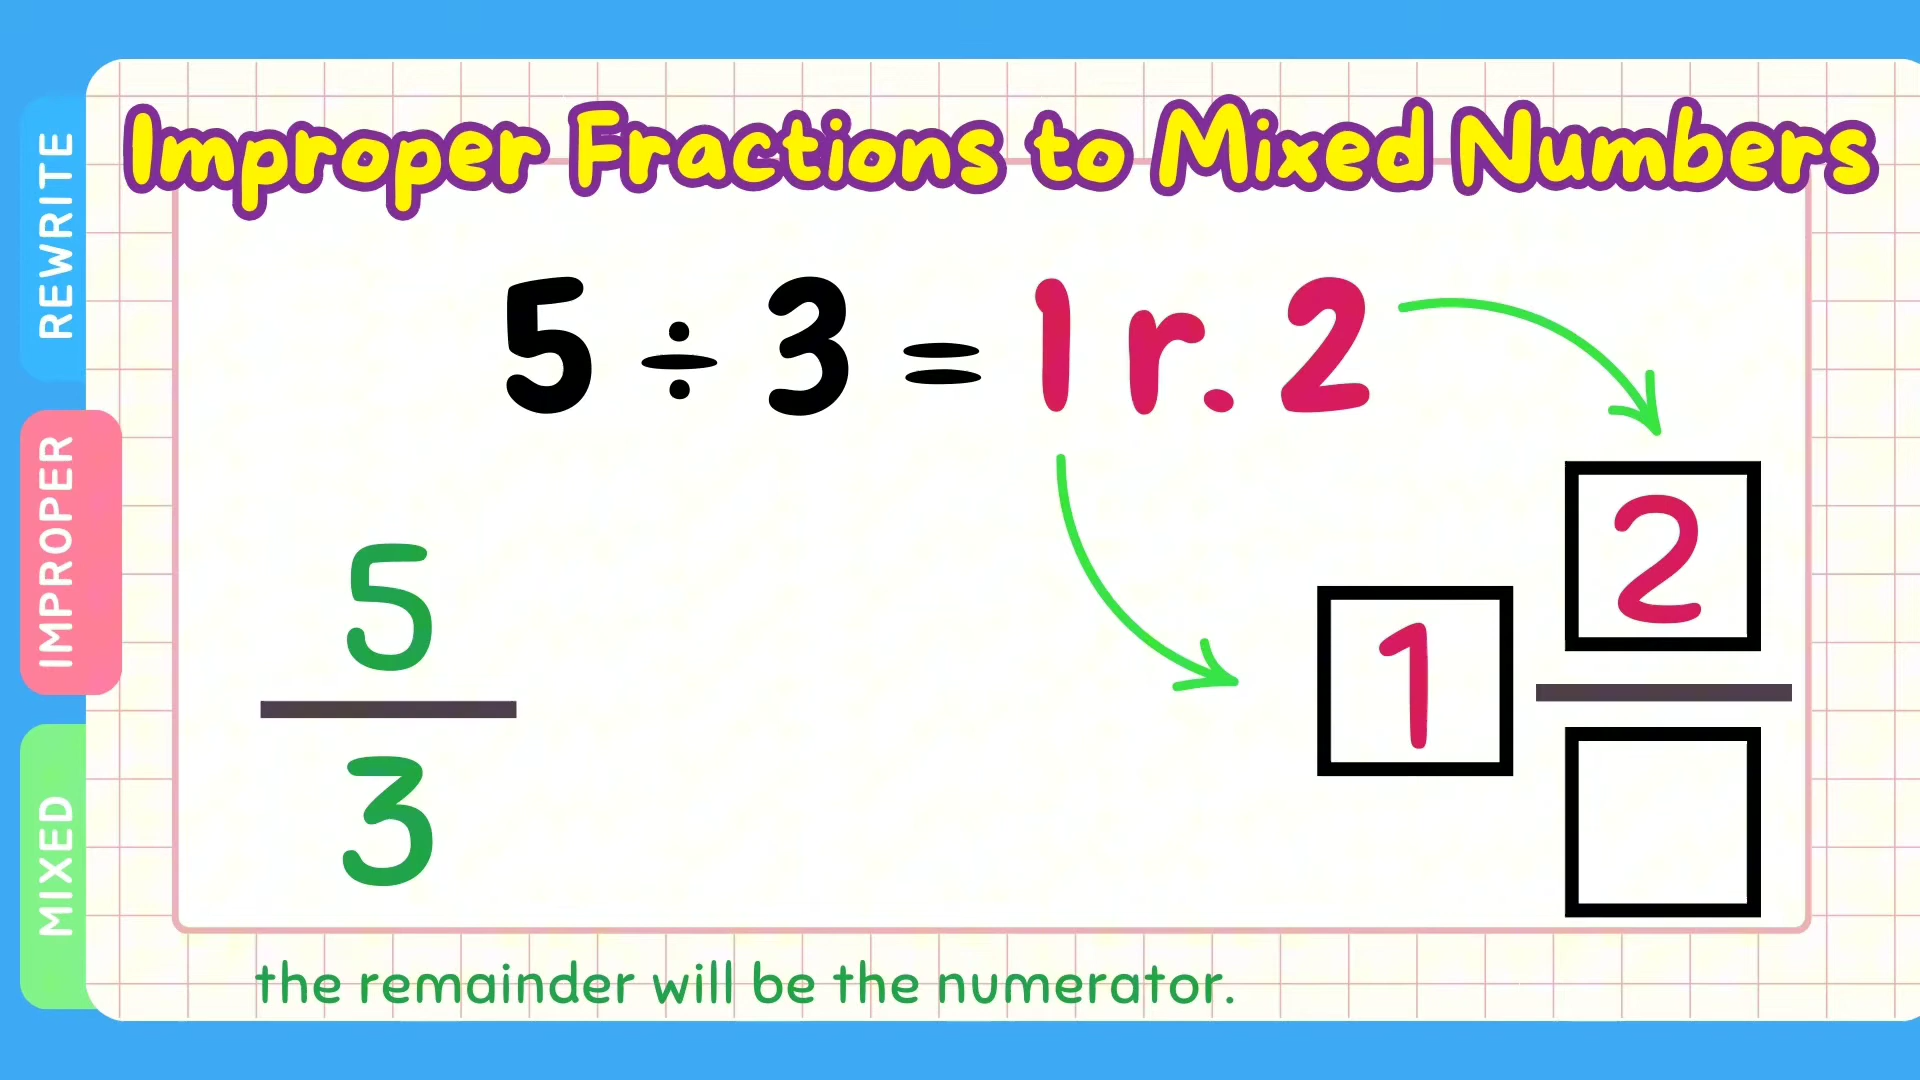 Improper Fractions to Mixed Numbers
REWRITE
IMPROPER
MIXED
5 ÷ 3 = 1 r. 2
5
3
1
2
the remainder will be the numerator.